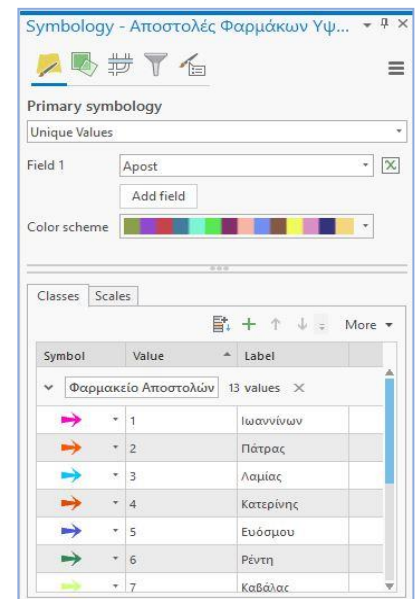 Symbology - Αποστολές Φαρμάκων Υψ...
Primary symbology
Unique Values
Field 1 Apost
Add field
Color scheme
Classes Scales
More
Symbol Value Label
Φαρμακείο Αποστολών 13 values
1 Ιωαννίνων
2 Πάτρας
3 Λαμίας
4 Κατερίνης
5 Ευόσμου
6 Ρέντη
7 Καβάλας